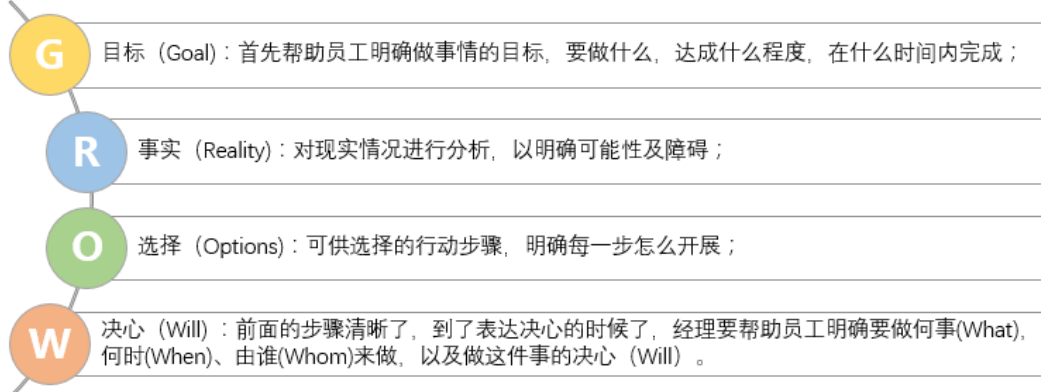 G
目标（Goal)：首先帮助员工明确做事情的目标，要做什么，达成什么程度，在什么时间内完成；
R
事实（Reality)：对现实情况进行分析，以明确可能性及障碍；
O
选择（Options)：可供选择的行动步骤，明确每一步怎么开展；
W
决心（Will) ：前面的步骤清晰了，到了表达决心的时候了，经理要帮助员工明确要做何事(What),
何时(When)、由谁(Whom)来做，以及做这件事的决心（Will）。